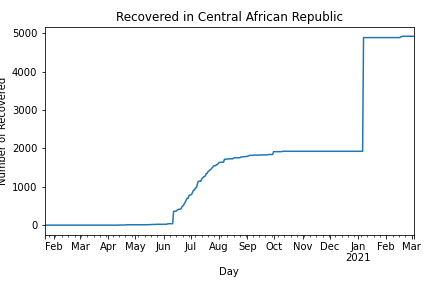 Recovered in Central African Republic
Number of Recovered
5000
4000
3000
2000
1000
0
Feb Mar Apr May Jun Jul Aug Sep Oct Nov Dec Jan Feb Mar
2021
Day